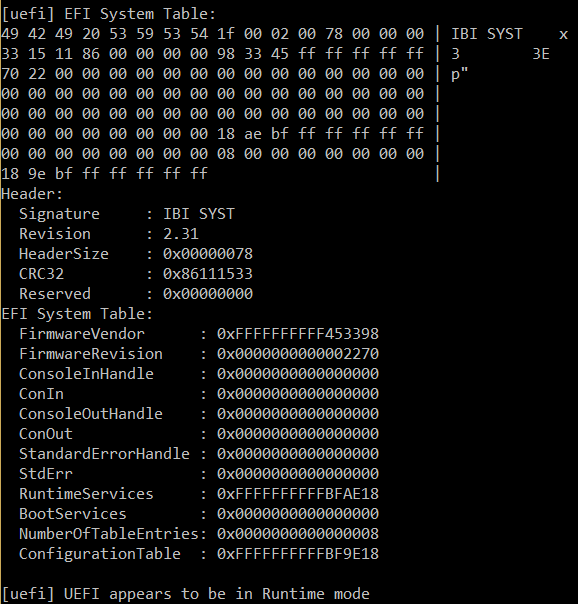 [uefi] EFI System Table:
49 42 49 20 53 59 53 54 1f 00 02 00 78 00 00 00 | IBI SYST    x
33 15 11 86 00 00 00 00 98 33 45 ff ff ff ff ff | 3        3E
70 22 00 00 00 00 00 00 00 00 00 00 00 00 00 00 | p"
00 00 00 00 00 00 00 00 00 00 00 00 00 00 00 00 |
00 00 00 00 00 00 00 00 00 00 00 00 00 00 00 00 |
00 00 00 00 00 00 00 00 18 ae bf ff ff ff ff ff |
00 00 00 00 00 00 00 00 08 00 00 00 00 00 00 00 |
18 9e bf ff ff ff ff ff                         |
Header:
  Signature     : IBI SYST
  Revision      : 2.31
  HeaderSize    : 0x00000078
  CRC32         : 0x86111533
  Reserved      : 0x00000000
EFI System Table:
  FirmwareVendor      : 0xFFFFFFFFFF453398
  FirmwareRevision    : 0x0000000000002270
  ConsoleInHandle     : 0x0000000000000000
  ConIn               : 0x0000000000000000
  ConsoleOutHandle    : 0x0000000000000000
  ConOut              : 0x0000000000000000
  StandardErrorHandle : 0x0000000000000000
  StdErr              : 0x0000000000000000
  RuntimeServices     : 0xFFFFFFFFFFBFAE18
  BootServices        : 0x0000000000000000
  NumberOfTableEntries: 0x0000000000000008
  ConfigurationTable  : 0xFFFFFFFFFFBF9E18
[uefi] UEFI appears to be in Runtime mode